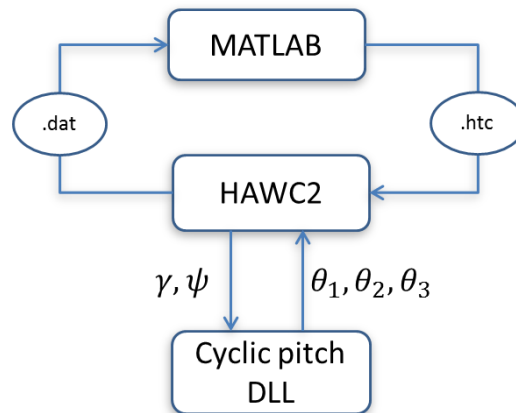 MATLAB
.dat
.htc
HAWC2
γ, ψ
θ₁, θ₂, θ₃
Cyclic pitch
DLL